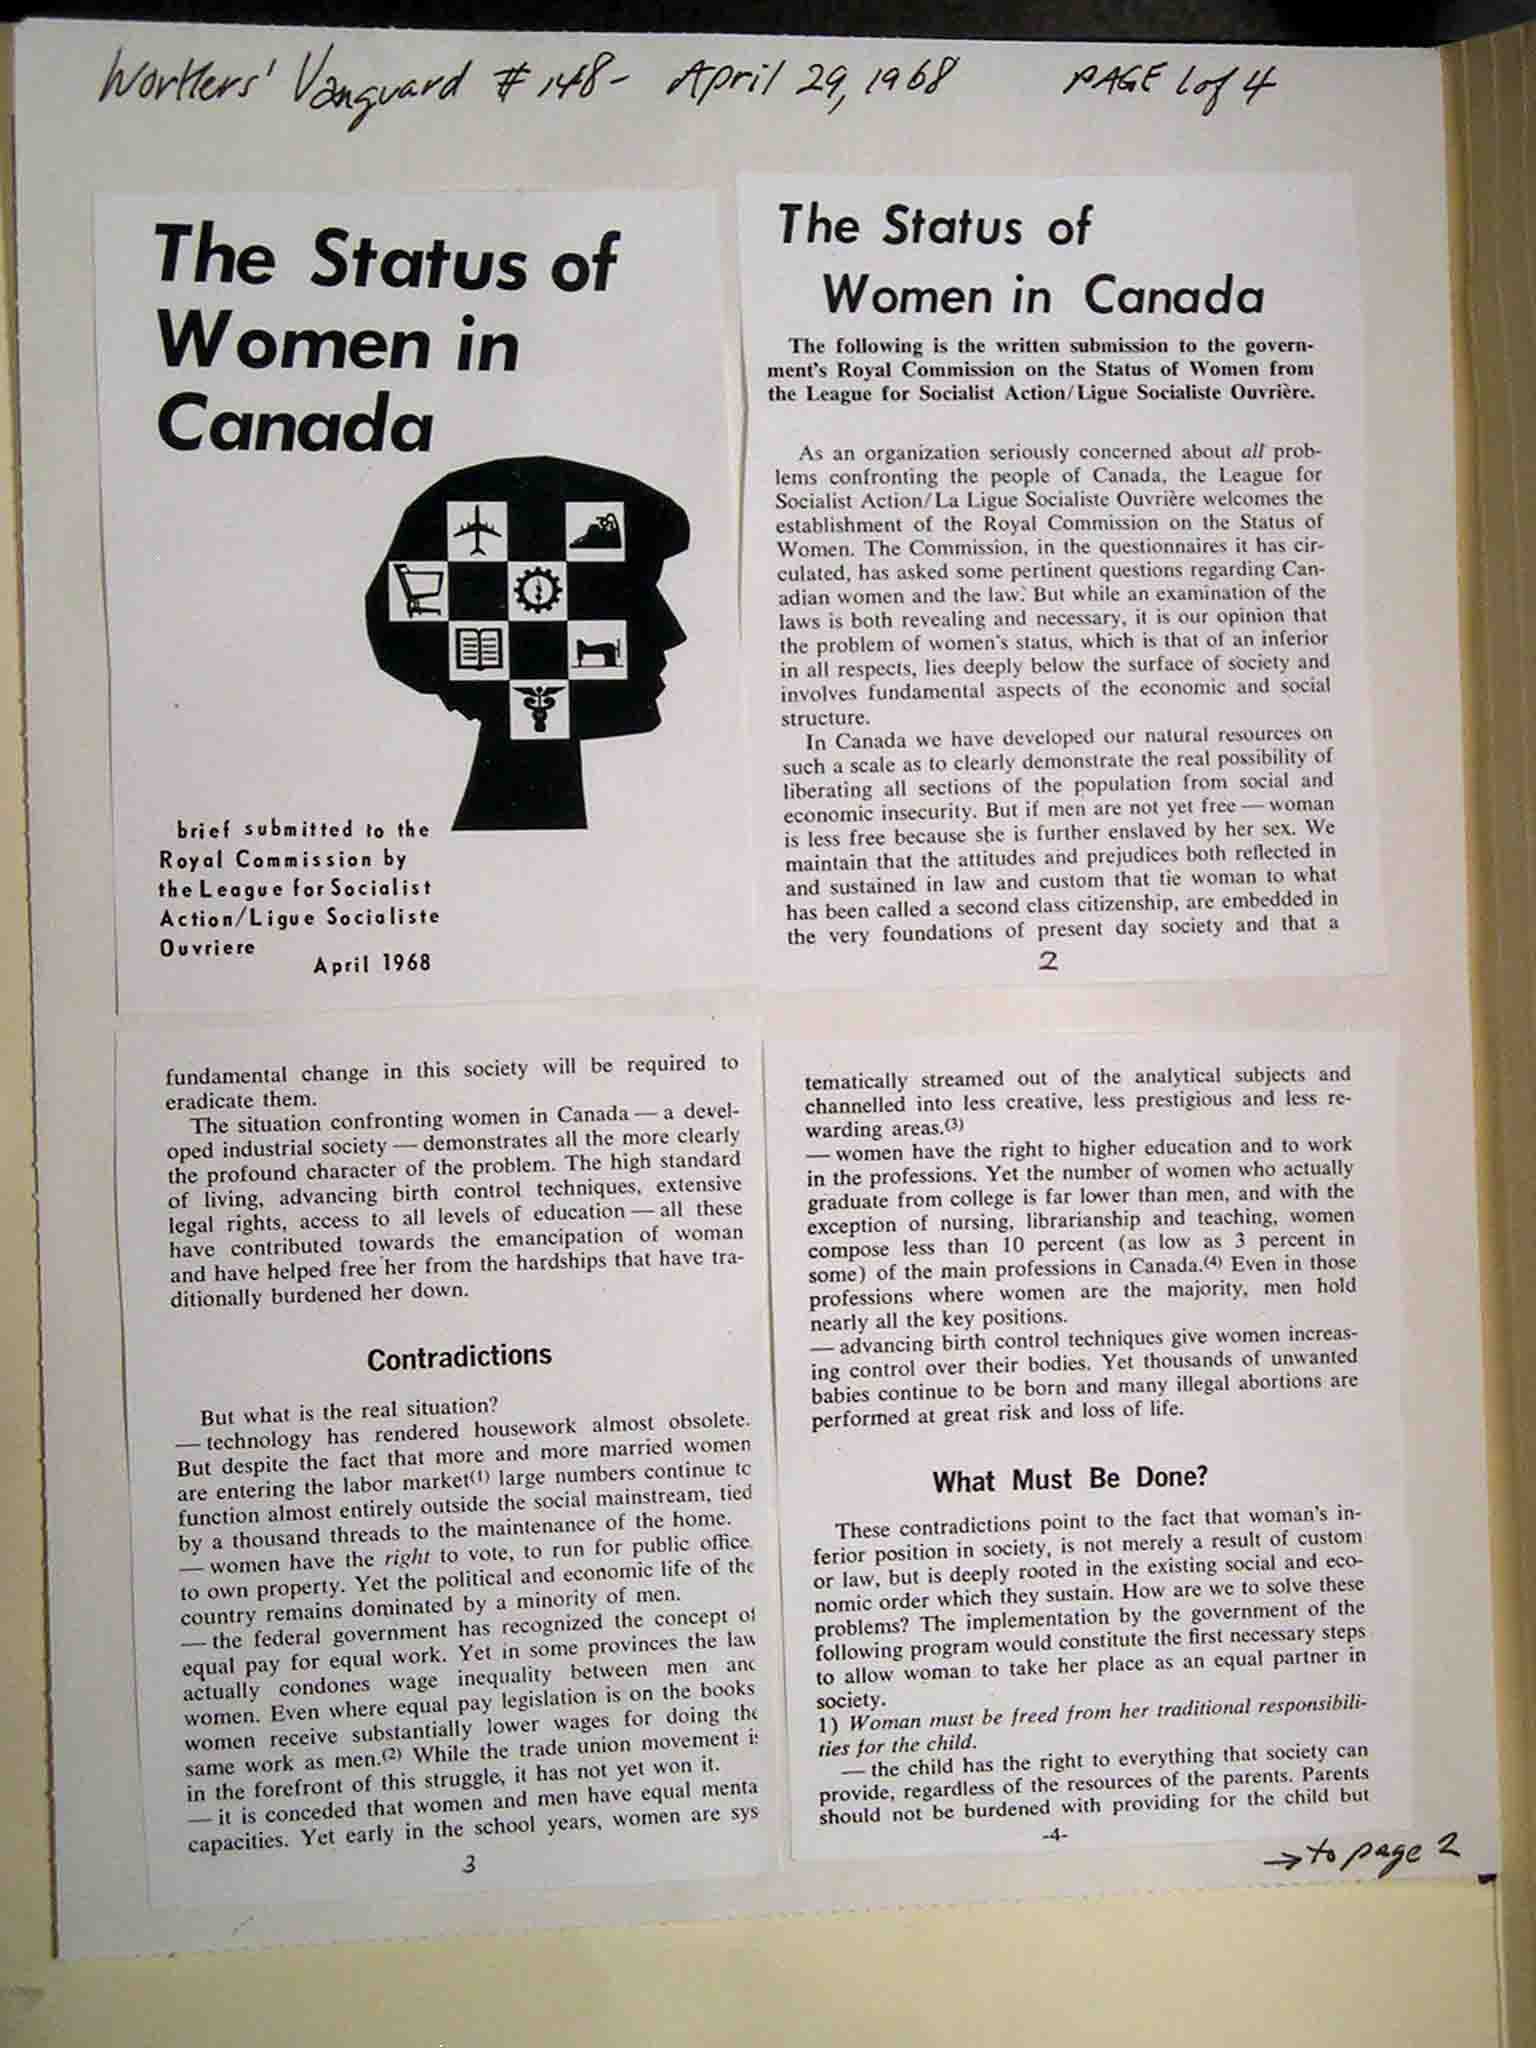 Workers' Vanguard # 148 - April 29, 1968 PAGE 1 of 4
The Status of
Women in
Canada
brief submitted to the
Royal Commission by
the League for Socialist
Action/Ligue Socialiste
Ouvriere
April 1968
The Status of
Women in Canada
The following is the written submission to the govern-
ment's Royal Commission on the Status of Women from
the League for Socialist Action/Ligue Socialiste Ouvrière.
As an organization seriously concerned about all prob-
lems confronting the people of Canada, the League for
Socialist Action/La Ligue Socialiste Ouvrière welcomes the
establishment of the Royal Commission on the Status of
Women. The Commission, in the questionnaires it has cir-
culated, has asked some pertinent questions regarding Can-
adian women and the law. But while an examination of the
laws is both revealing and necessary, it is our opinion that
the problem of women's status, which is that of an inferior
in all respects, lies deeply below the surface of society and
involves fundamental aspects of the economic and social
structure.
In Canada we have developed our natural resources on
such a scale as to clearly demonstrate the real possibility of
liberating all sections of the population from social and
economic insecurity. But if men are not yet free — woman
is less free because she is further enslaved by her sex. We
maintain that the attitudes and prejudices both reflected in
and sustained in law and custom that tie woman to what
has been called a second class citizenship, are embedded in
the very foundations of present day society and that a
2
fundamental change in this society will be required to
eradicate them.
The situation confronting women in Canada — a devel-
oped industrial society — demonstrates all the more clearly
the profound character of the problem. The high standard
of living, advancing birth control techniques, extensive
legal rights, access to all levels of education — all these
have contributed towards the emancipation of woman
and have helped free her from the hardships that have tra-
ditionally burdened her down.
Contradictions
But what is the real situation?
— technology has rendered housework almost obsolete.
But despite the fact that more and more married women
are entering the labor market(1) large numbers continue to
function almost entirely outside the social mainstream, tied
by a thousand threads to the maintenance of the home.
— women have the right to vote, to run for public office,
to own property. Yet the political and economic life of the
country remains dominated by a minority of men.
— the federal government has recognized the concept of
equal pay for equal work. Yet in some provinces the law
actually condones wage inequality between men and
women. Even where equal pay legislation is on the books
women receive substantially lower wages for doing the
same work as men.(2) While the trade union movement is
in the forefront of this struggle, it has not yet won it.
— it is conceded that women and men have equal menta
capacities. Yet early in the school years, women are sys
3
tematically streamed out of the analytical subjects and
channelled into less creative, less prestigious and less re-
warding areas.(3)
— women have the right to higher education and to work
in the professions. Yet the number of women who actually
graduate from college is far lower than men, and with the
exception of nursing, librarianship and teaching, women
compose less than 10 percent (as low as 3 percent in
some) of the main professions in Canada.(4) Even in those
professions where women are the majority, men hold
nearly all the key positions.
— advancing birth control techniques give women increas-
ing control over their bodies. Yet thousands of unwanted
babies continue to be born and many illegal abortions are
performed at great risk and loss of life.
What Must Be Done?
These contradictions point to the fact that woman's in-
ferior position in society, is not merely a result of custom
or law, but is deeply rooted in the existing social and eco-
nomic order which they sustain. How are we to solve these
problems? The implementation by the government of the
following program would constitute the first necessary steps
to allow woman to take her place as an equal partner in
society.
1) Woman must be freed from her traditional responsibili-
ties for the child.
— the child has the right to everything that society can
provide, regardless of the resources of the parents. Parents
should not be burdened with providing for the child but
-4-
→ to page 2